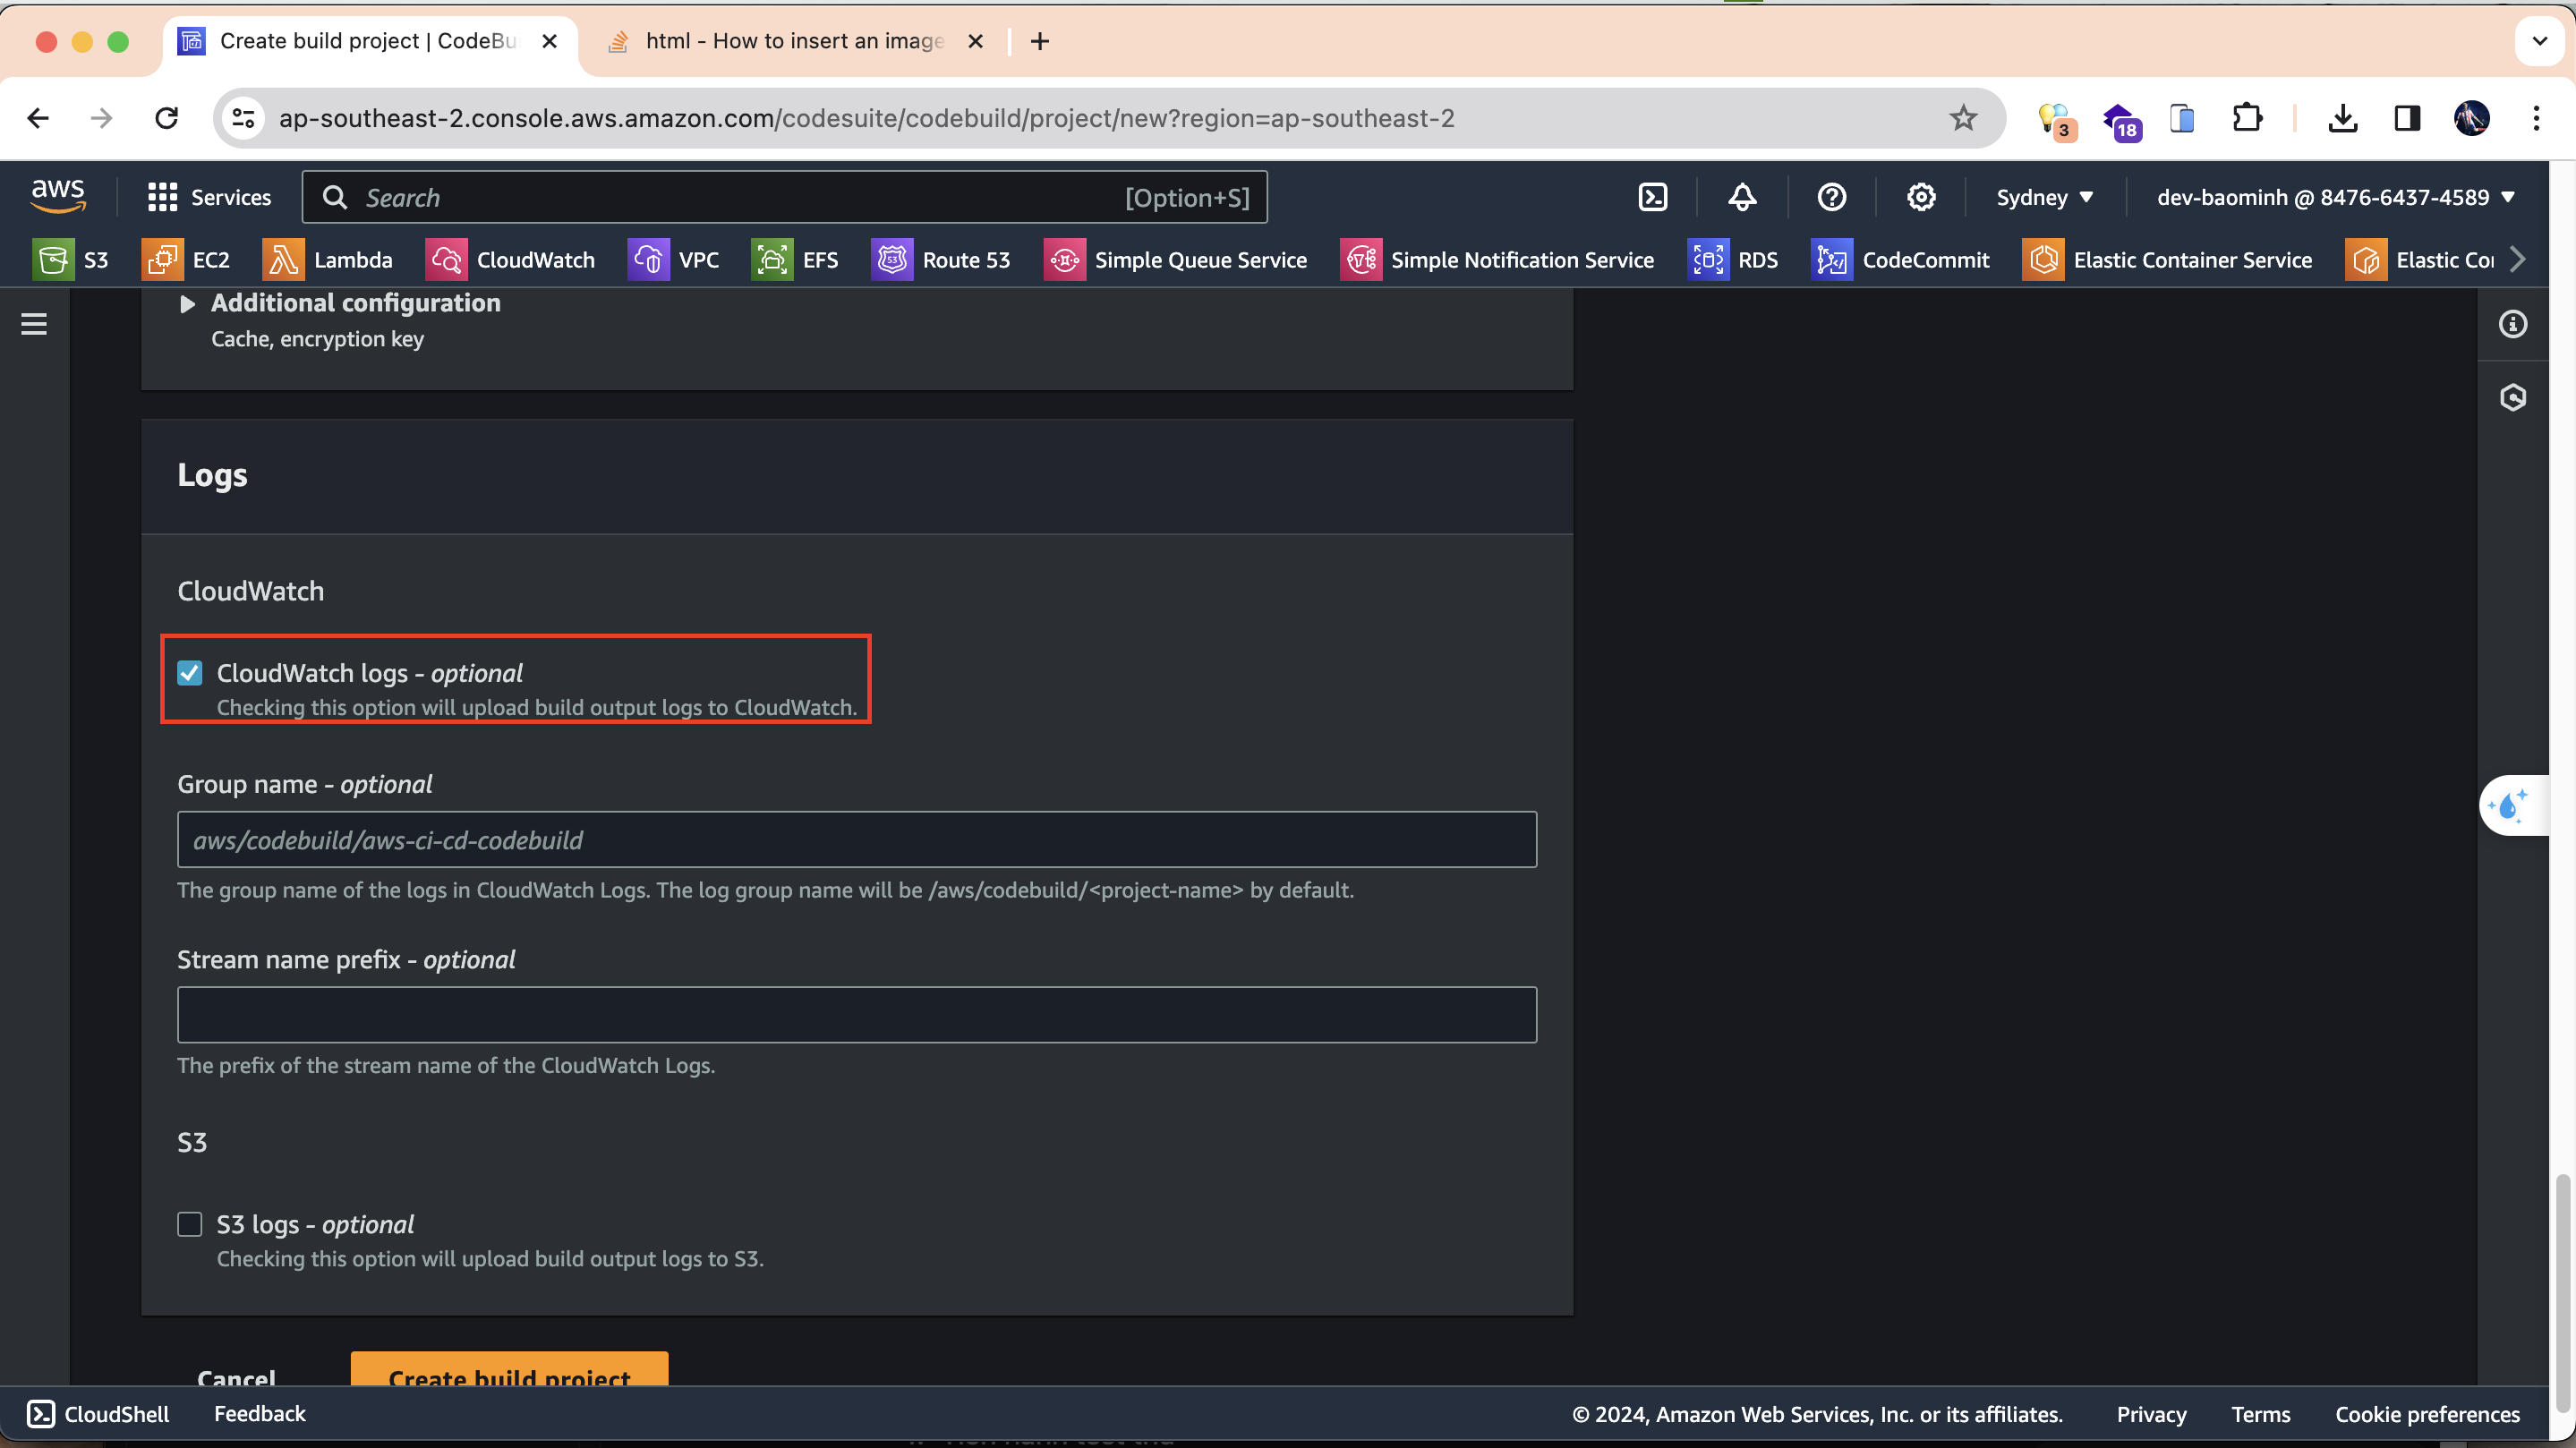 Create build project | CodeBu
html - How to insert an image
ap-southeast-2.console.aws.amazon.com/codesuite/codebuild/project/new?region=ap-southeast-2
3
18
aws
Services
Search
[Option+S]
Sydney
dev-baominh @ 8476-6437-4589
S3
EC2
Lambda
CloudWatch
VPC
EFS
Route 53
Simple Queue Service
Simple Notification Service
RDS
CodeCommit
Elastic Container Service
Elastic Co
Additional configuration
Cache, encryption key
Logs
CloudWatch
CloudWatch logs - optional
Checking this option will upload build output logs to CloudWatch.
Group name - optional
aws/codebuild/aws-ci-cd-codebuild
The group name of the logs in CloudWatch Logs. The log group name will be /aws/codebuild/<project-name> by default.
Stream name prefix - optional
The prefix of the stream name of the CloudWatch Logs.
S3
S3 logs - optional
Checking this option will upload build output logs to S3.
Cancel
Create build project
CloudShell
Feedback
© 2024, Amazon Web Services, Inc. or its affiliates.
Privacy
Terms
Cookie preferences